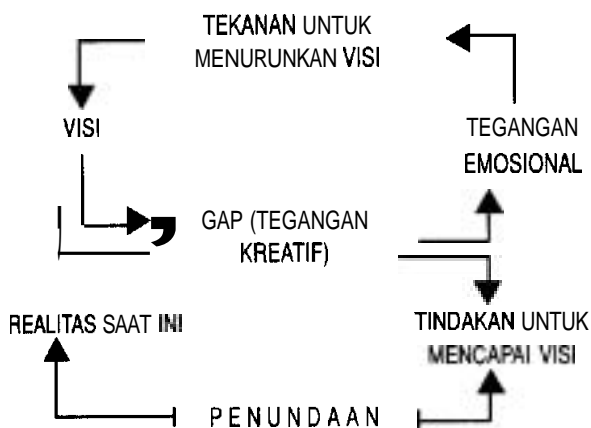 TEKANAN UNTUK
MENURUNKAN VISI
VISI
TEGANGAN
EMOSIONAL
GAP (TEGANGAN
KREATIF)
REALITAS SAAT INI
TINDAKAN UNTUK
MENCAPAI VISI
PENUNDAAN